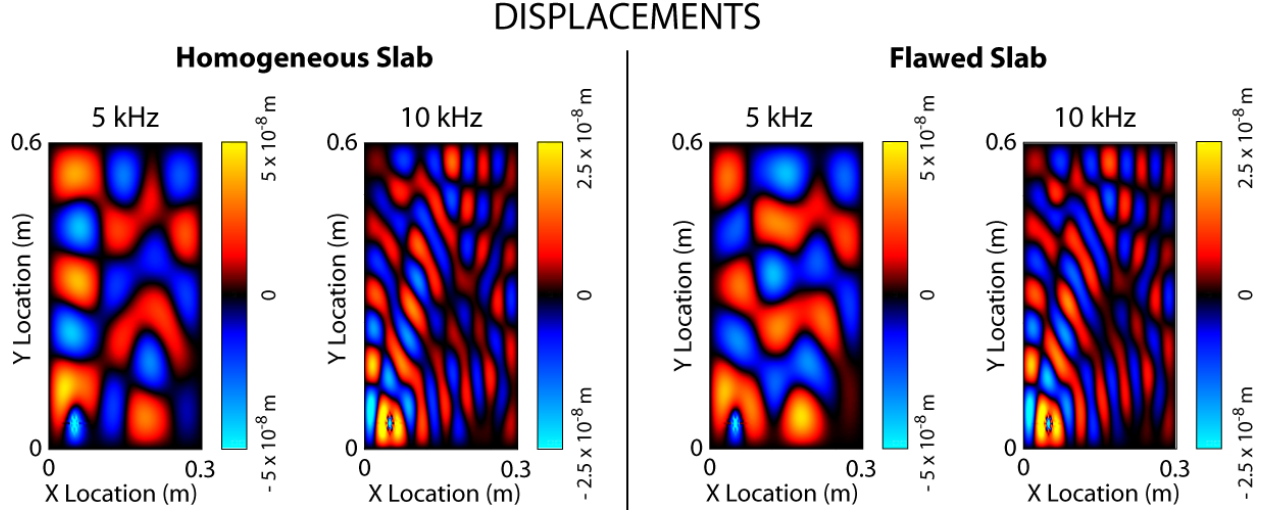 DISPLACEMENTS
Homogeneous Slab
Flawed Slab
5 kHz
10 kHz
5 kHz
10 kHz
0.6
0
Y Location (m)
0
0.3
X Location (m)
5 x 10⁻⁸ m
0
- 5 x 10⁻⁸ m
0.6
0
Y Location (m)
0
0.3
X Location (m)
2.5 x 10⁻⁸ m
0
- 2.5 x 10⁻⁸ m
0.6
0
Y Location (m)
0
0.3
X Location (m)
5 x 10⁻⁸ m
0
- 5 x 10⁻⁸ m
0.6
0
Y Location (m)
0
0.3
X Location (m)
2.5 x 10⁻⁸ m
0
- 2.5 x 10⁻⁸ m